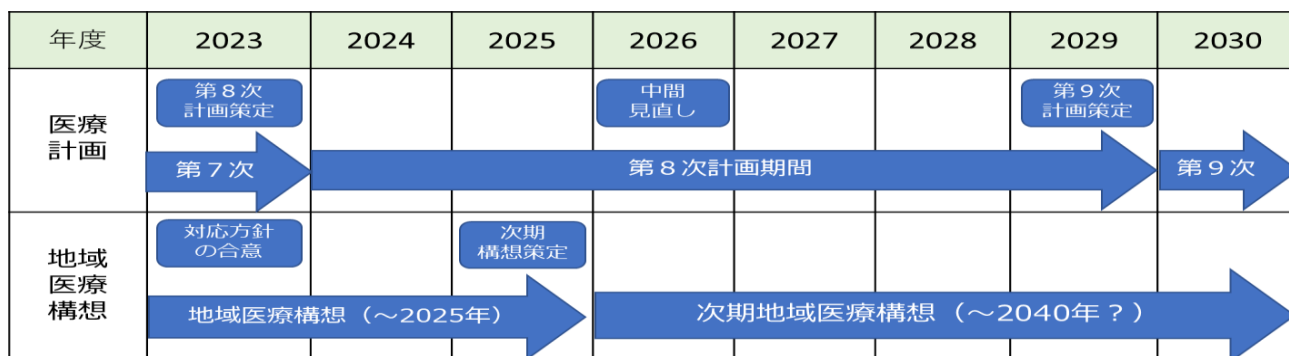 年度 2023 2024 2025 2026 2027 2028 2029 2030
医療
計画
第８次
計画策定
中間
見直し
第９次
計画策定
第７次
第８次計画期間
第９次
地域
医療
構想
対応方針
の合意
次期
構想策定
地域医療構想（～2025年）
次期地域医療構想（～2040年？）